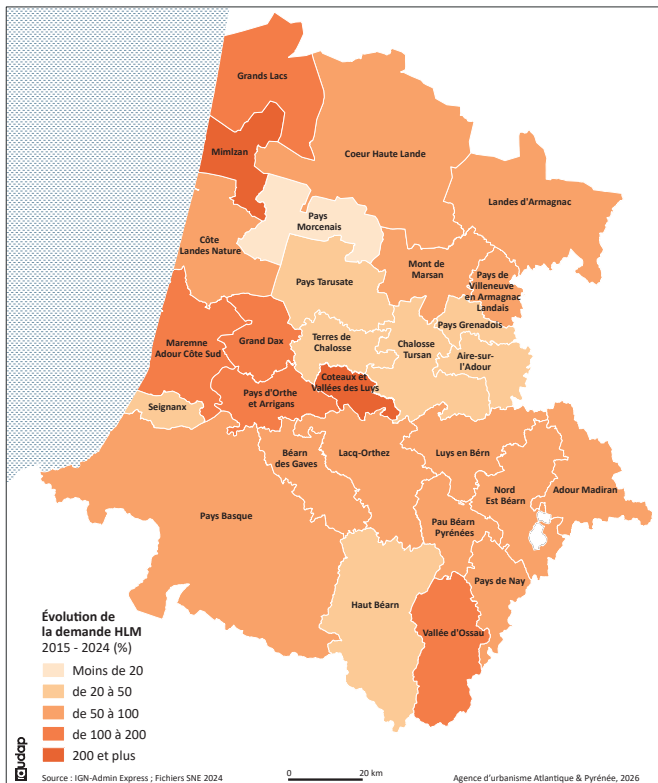 Grands Lacs
Mimlzan
Coeur Haute Lande
Landes d'Armagnac
Pays
Morcenais
Côte
Landes Nature
Mont de
Marsan
Pays de
Villeneuve
en Armagnac
Landais
Pays Tarusate
Pays Grenadois
Maremne
Adour Côte Sud
Grand Dax
Terres de
Chalosse
Chalosse
Tursan
Aire-sur-
l'Adour
Coteaux et
Vallées des Luys
Pays d'Orthe
et Arrigans
Seignanx
Béarn
des Gaves
Lacq-Orthez
Luys en Bérn
Nord
Est Béarn
Adour Madiran
Pays Basque
Pau Béarn
Pyrénées
Pays de Nay
Haut Béarn
Vallée d'Ossau
Évolution de
la demande HLM
2015 - 2024 (%)
Moins de 20
de 20 à 50
de 50 à 100
de 100 à 200
200 et plus
audap
Source : IGN-Admin Express ; Fichiers SNE 2024
0 20 km
Agence d'urbanisme Atlantique & Pyrénée, 2026